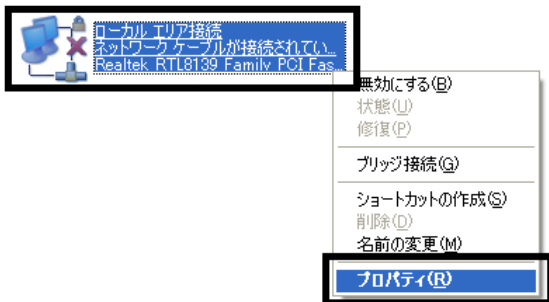 ローカル エリア接続
ネットワーク ケーブルが接続されてい...
Realtek RTL8139 Family PCI Fas...
無効にする(B)
状態(U)
修復(P)
ブリッジ接続(G)
ショートカットの作成(S)
削除(D)
名前の変更(M)
プロパティ(R)